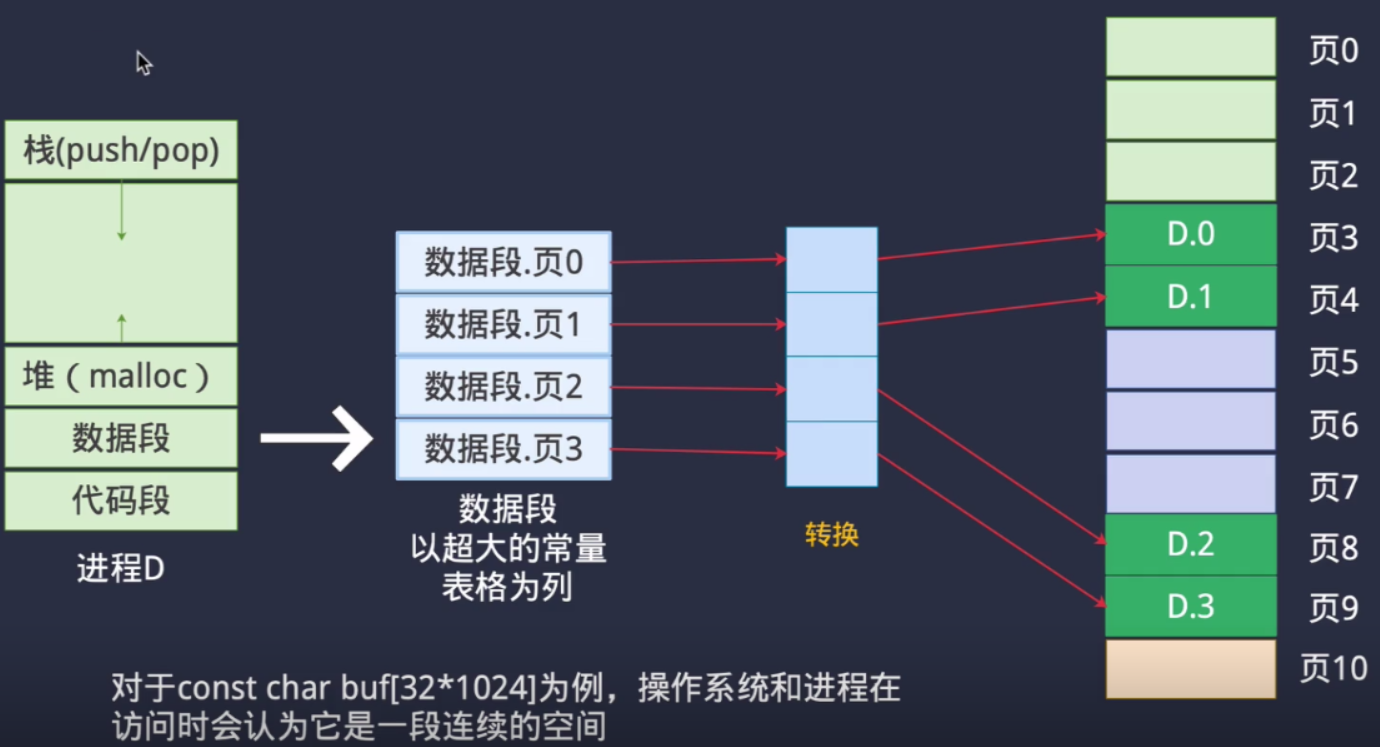 栈(push/pop)
堆（malloc）
数据段
代码段
进程D
数据段.页0
数据段.页1
数据段.页2
数据段.页3
数据段
以超大的常量
表格为列
转换
页0
页1
页2
D.0 页3
D.1 页4
页5
页6
页7
D.2 页8
D.3 页9
页10
对于const char buf[32*1024]为例，操作系统和进程在
访问时会认为它是一段连续的空间